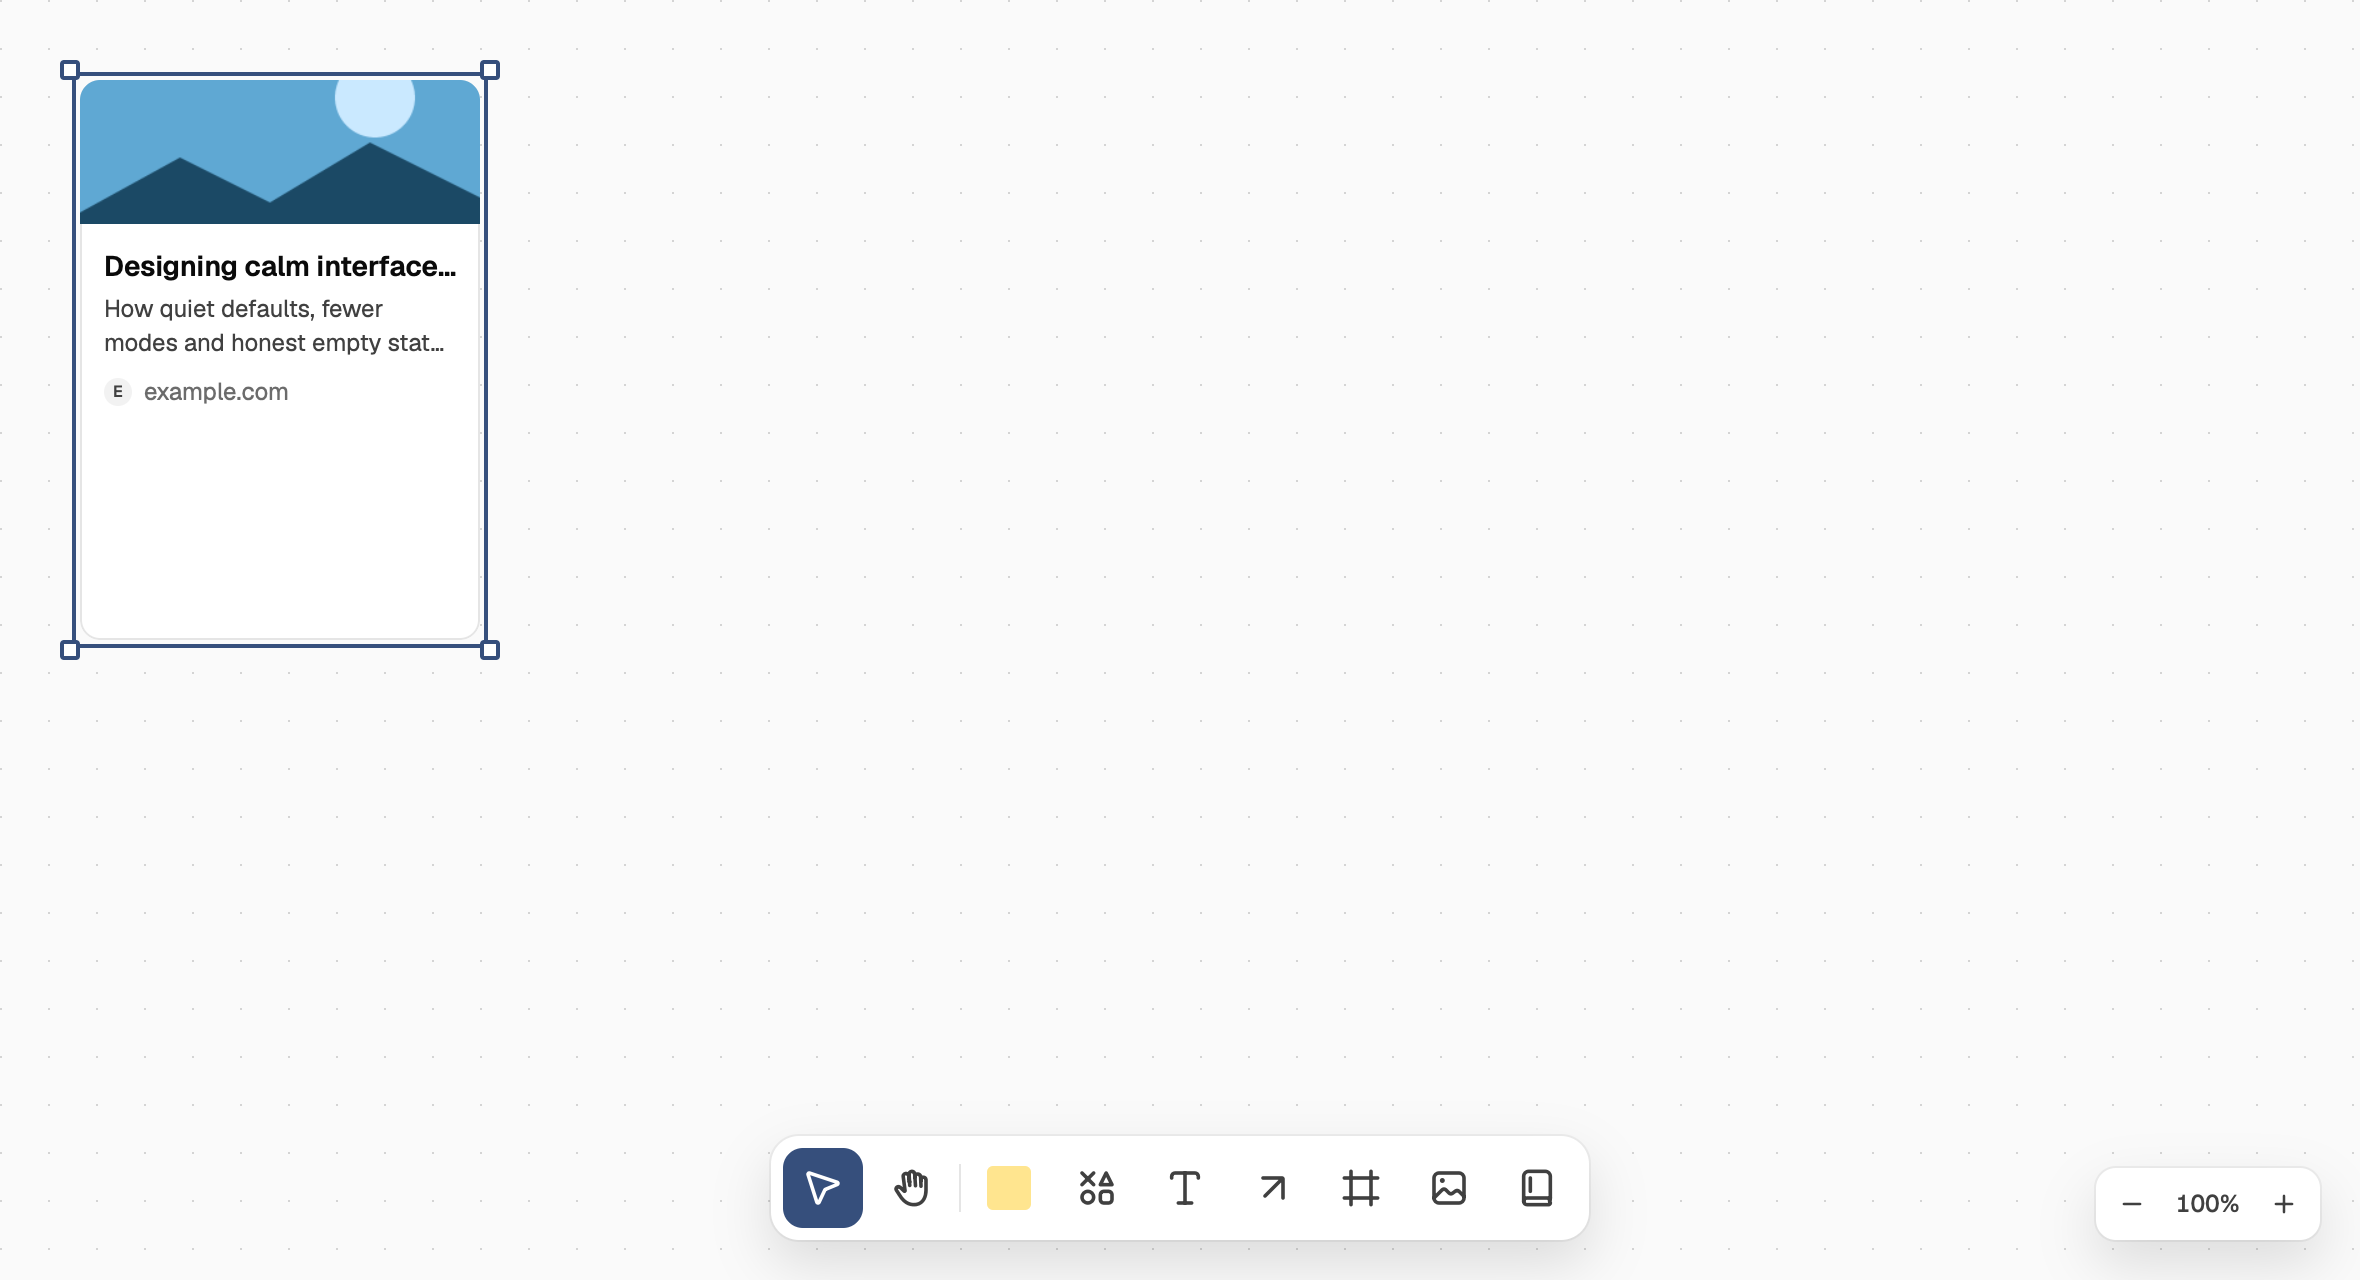 Designing calm interface...
How quiet defaults, fewer
modes and honest empty stat...
E example.com
100%